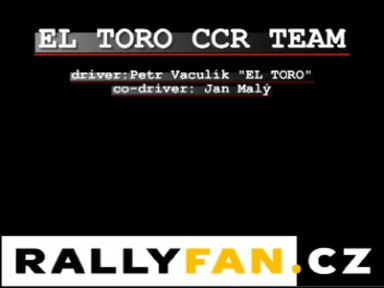 EL TORO CCR TEAM
driver:Petr Vaculík "EL TORO"
co-driver: Jan Malý
RALLYFAN.CZ